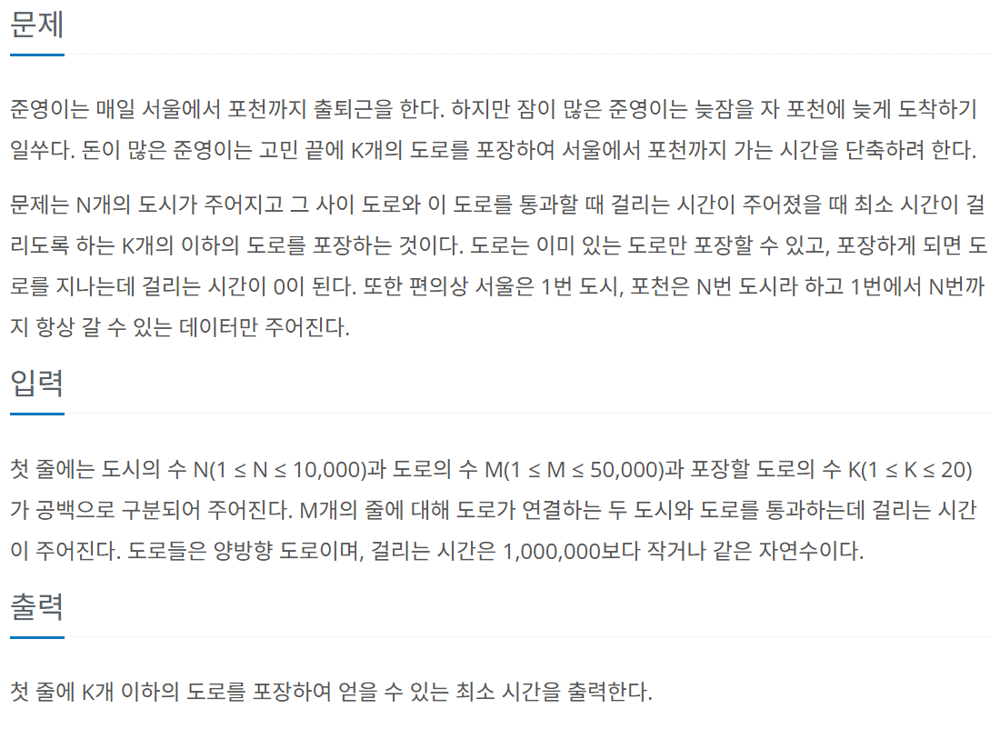 문제
준영이는 매일 서울에서 포천까지 출퇴근을 한다. 하지만 잠이 많은 준영이는 늦잠을 자 포천에 늦게 도착하기
일쑤다. 돈이 많은 준영이는 고민 끝에 K개의 도로를 포장하여 서울에서 포천까지 가는 시간을 단축하려 한다.
문제는 N개의 도시가 주어지고 그 사이 도로와 이 도로를 통과할 때 걸리는 시간이 주어졌을 때 최소 시간이 걸
리도록 하는 K개의 이하의 도로를 포장하는 것이다. 도로는 이미 있는 도로만 포장할 수 있고, 포장하게 되면 도
로를 지나는데 걸리는 시간이 0이 된다. 또한 편의상 서울은 1번 도시, 포천은 N번 도시라 하고 1번에서 N번까
지 항상 갈 수 있는 데이터만 주어진다.
입력
첫 줄에는 도시의 수 N(1 ≤ N ≤ 10,000)과 도로의 수 M(1 ≤ M ≤ 50,000)과 포장할 도로의 수 K(1 ≤ K ≤ 20)
가 공백으로 구분되어 주어진다. M개의 줄에 대해 도로가 연결하는 두 도시와 도로를 통과하는데 걸리는 시간
이 주어진다. 도로들은 양방향 도로이며, 걸리는 시간은 1,000,000보다 작거나 같은 자연수이다.
출력
첫 줄에 K개 이하의 도로를 포장하여 얻을 수 있는 최소 시간을 출력한다.